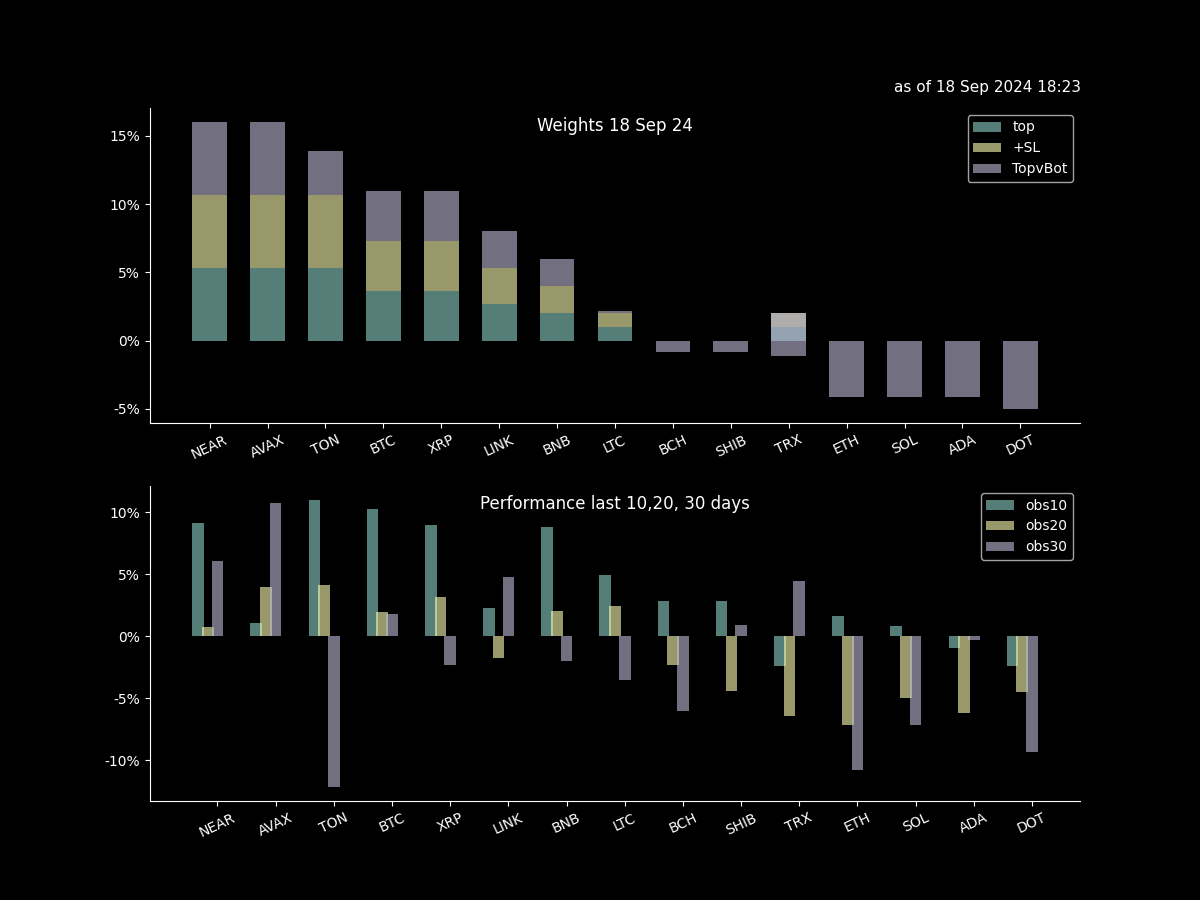 as of 18 Sep 2024 18:23
Weights 18 Sep 24
top
+SL
TopvBot
15%
10%
5%
0%
-5%
NEAR AVAX TON BTC XRP LINK BNB LTC BCH SHIB TRX ETH SOL ADA DOT
Performance last 10,20, 30 days
obs10
obs20
obs30
10%
5%
0%
-5%
-10%
NEAR AVAX TON BTC XRP LINK BNB LTC BCH SHIB TRX ETH SOL ADA DOT